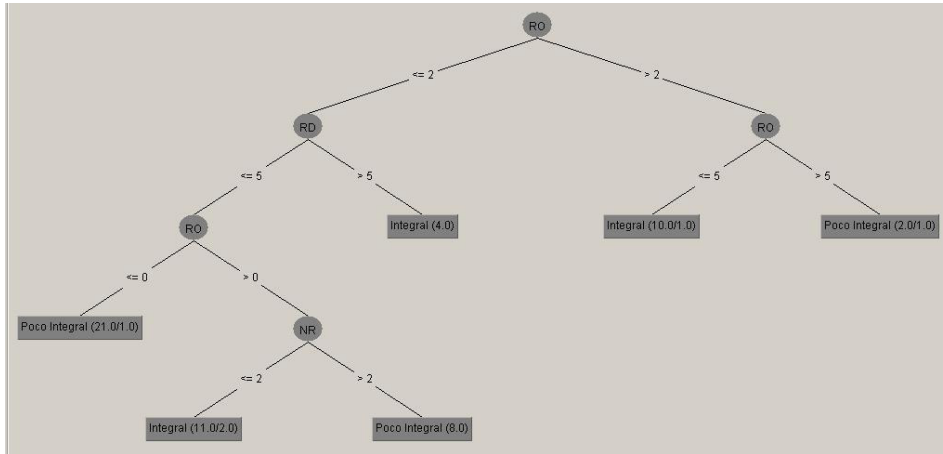 RO
<= 2
> 2
RD
RO
<= 5
> 5
<= 5
> 5
RO
Integral (4.0)
Integral (10.0/1.0)
Poco Integral (2.0/1.0)
<= 0
> 0
Poco Integral (21.0/1.0)
NR
<= 2
> 2
Integral (11.0/2.0)
Poco Integral (8.0)